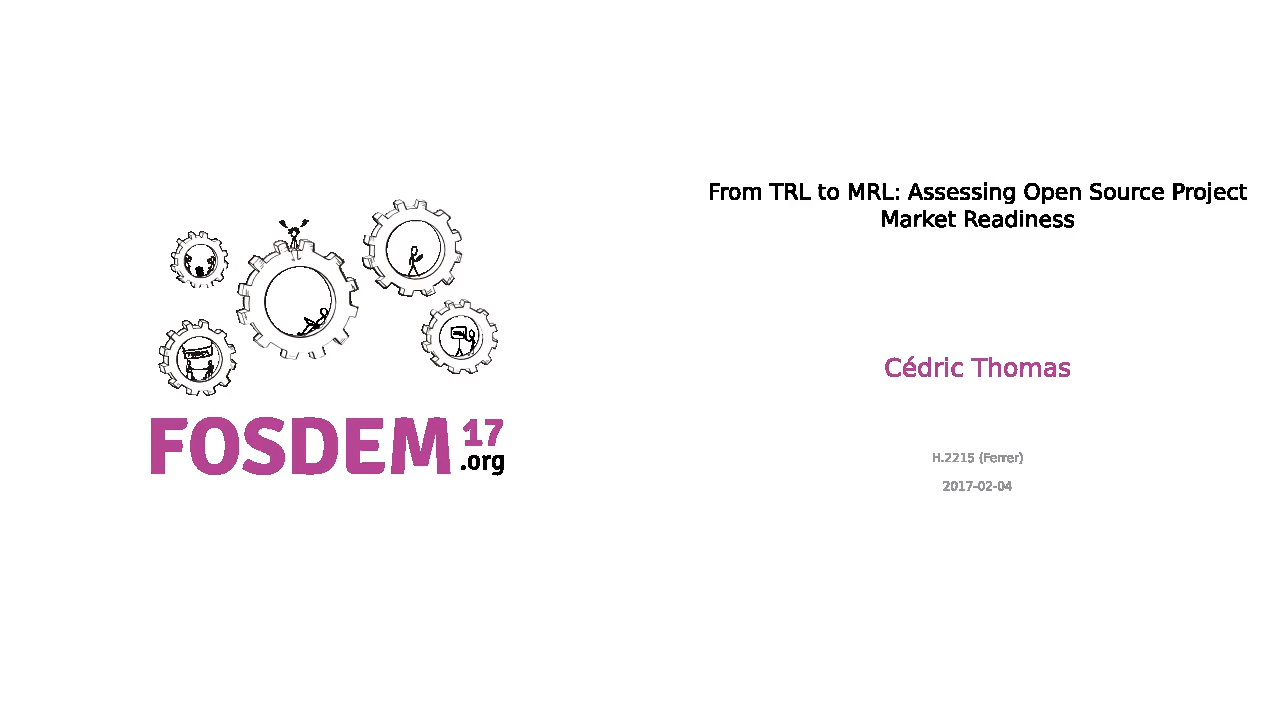 From TRL to MRL: Assessing Open Source Project
Market Readiness
Cédric Thomas
H.2215 (Ferrer)
2017-02-04
FOSDEM 17
.org